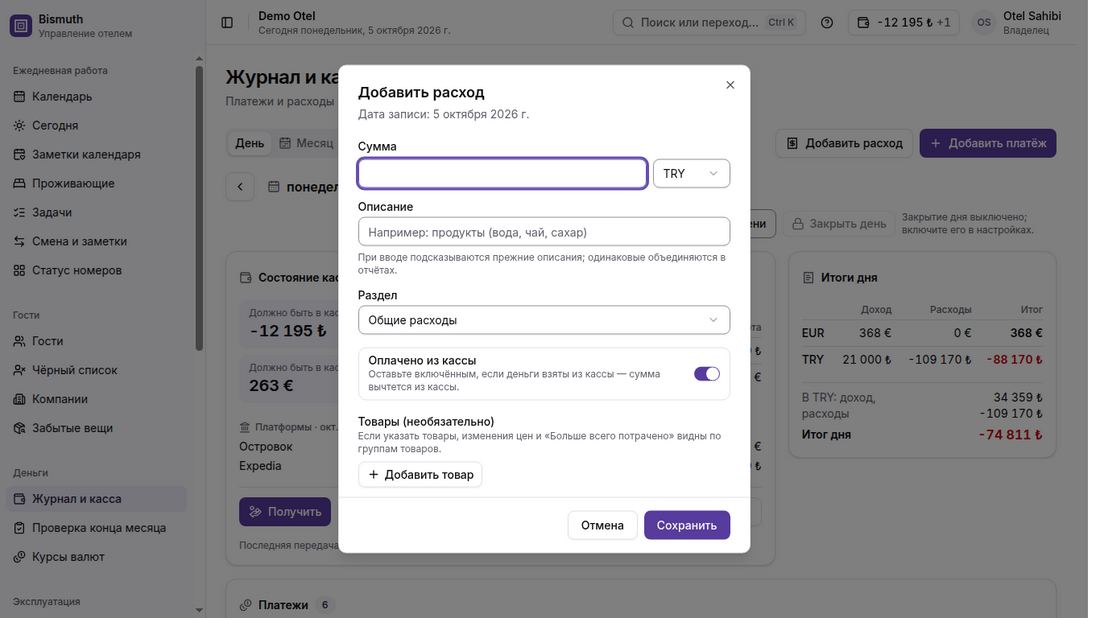 Bismuth
Управление отелем
Ежедневная работа
Календарь
Сегодня
Заметки календаря
Проживающие
Задачи
Смена и заметки
Статус номеров
Гости
Гости
Чёрный список
Компании
Забытые вещи
Деньги
Журнал и касса
Проверка конца месяца
Курсы валют
Эксплуатация
Demo Otel
Сегодня понедельник, 5 октября 2026 г.
Поиск или переход... Ctrl K
-12 195 ₺ +1
OS
Otel Sahibi
Владелец
Журнал и ка
Платежи и расходы
День Месяц
Добавить расход
Добавить платёж
понедел
Закрыть день
Закрытие дня выключено;
включите его в настройках.
Состояние кас
Должно быть в кас
-12 195 ₺
Должно быть в кас
263 €
Платформы · окт.
Островок
Expedia
Получить
Последняя передача
Платежи 6
Итоги дня
Доход Расходы Итог
EUR 368 € 0 € 368 €
TRY 21 000 ₺ -109 170 ₺ -88 170 ₺
В TRY: доход, 34 359 ₺
расходы -109 170 ₺
Итог дня -74 811 ₺
Добавить расход
Дата записи: 5 октября 2026 г.
Сумма
TRY
Описание
Например: продукты (вода, чай, сахар)
При вводе подсказываются прежние описания; одинаковые объединяются в
отчётах.
Раздел
Общие расходы
Оплачено из кассы
Оставьте включённым, если деньги взяты из кассы — сумма
вычтется из кассы.
Товары (необязательно)
Если указать товары, изменения цен и «Больше всего потрачено» видны по
группам товаров.
Добавить товар
Отмена
Сохранить